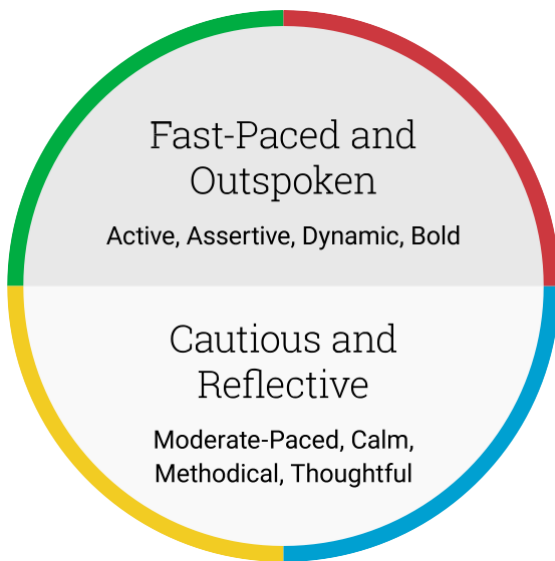 Fast-Paced and
Outspoken
Active, Assertive, Dynamic, Bold
Cautious and
Reflective
Moderate-Paced, Calm,
Methodical, Thoughtful